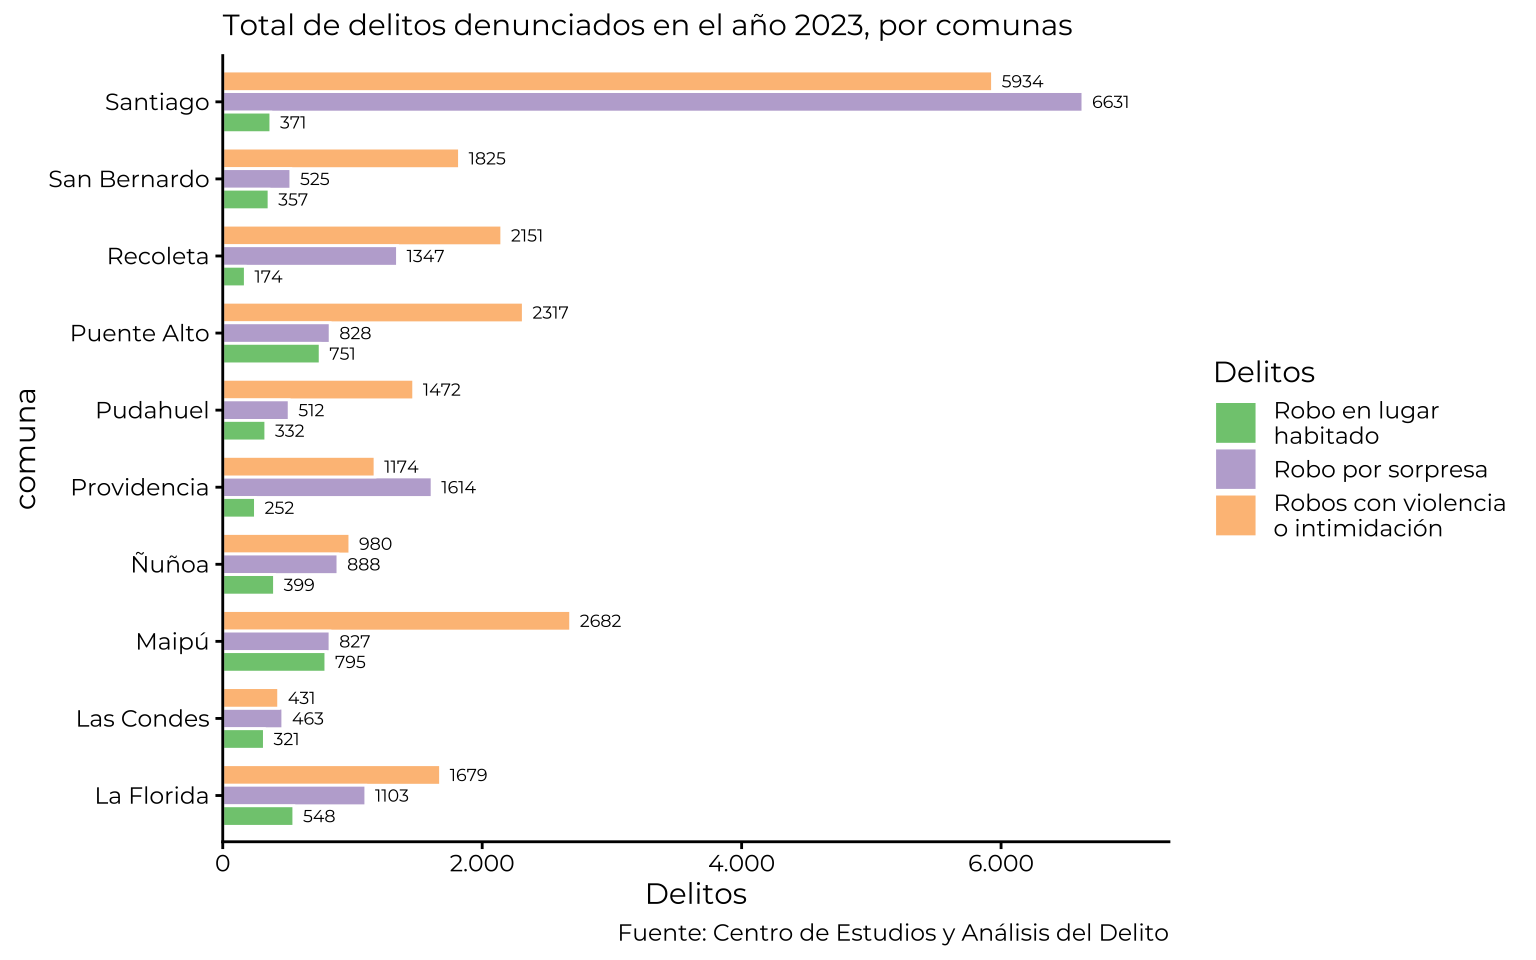 Total de delitos denunciados en el año 2023, por comunas
comuna
Santiago
5934
6631
371
San Bernardo
1825
525
357
Recoleta
2151
1347
174
Puente Alto
2317
828
751
Pudahuel
1472
512
332
Providencia
1174
1614
252
Ñuñoa
980
888
399
Maipú
2682
827
795
Las Condes
431
463
321
La Florida
1679
1103
548
0 2.000 4.000 6.000
Delitos
Fuente: Centro de Estudios y Análisis del Delito
Delitos
Robo en lugar
habitado
Robo por sorpresa
Robos con violencia
o intimidación